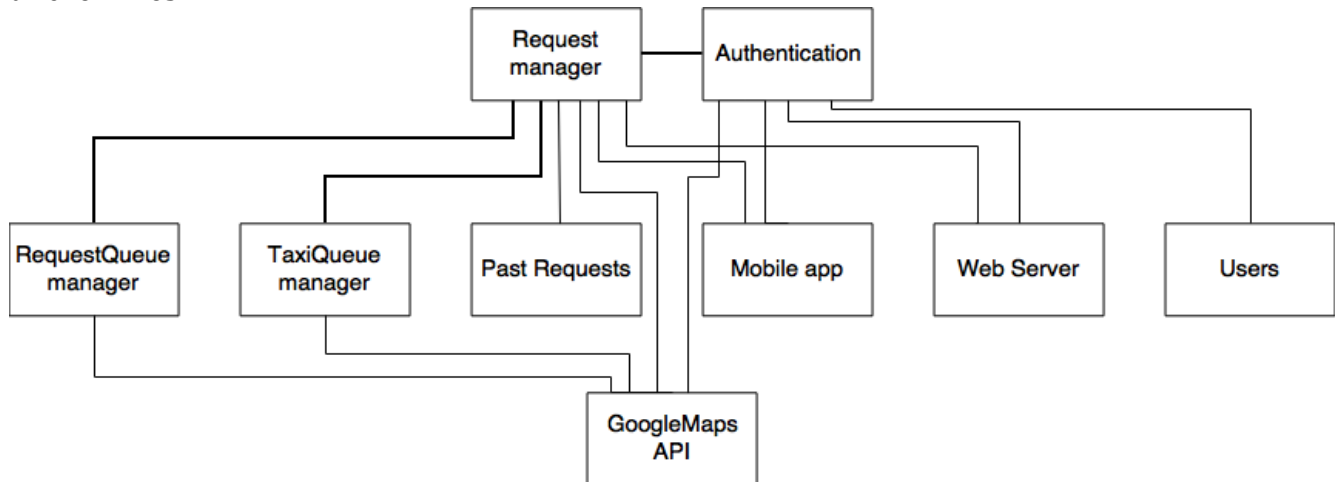 Request
manager
Authentication
RequestQueue
manager
TaxiQueue
manager
Past Requests
Mobile app
Web Server
Users
GoogleMaps
API